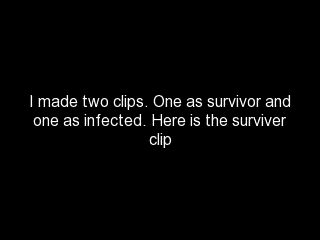 I made two clips. One as survivor and
one as infected. Here is the surviver
clip